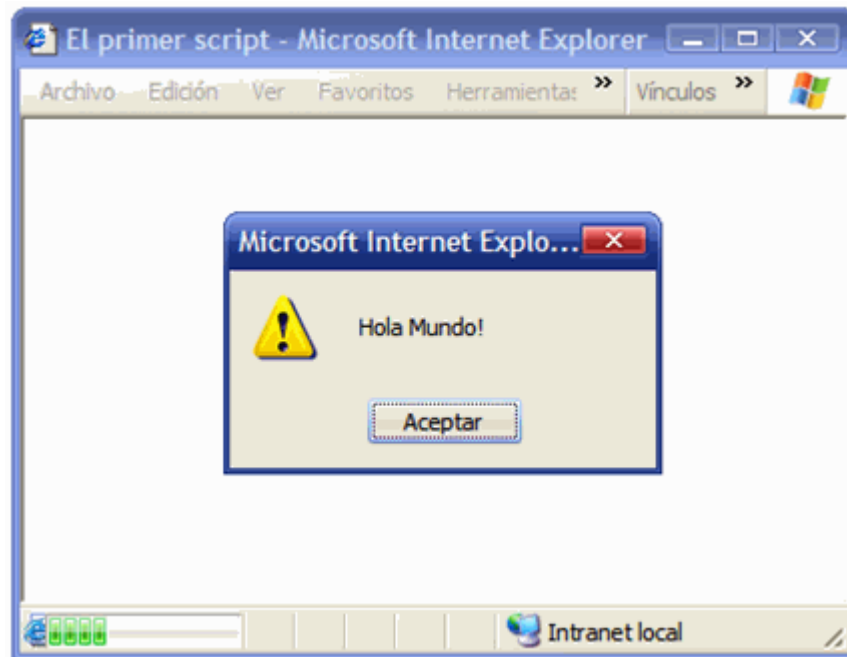 El primer script - Microsoft Internet Explorer
Archivo Edición Ver Favoritos Herramientas » Vínculos »
Microsoft Internet Explo...
Hola Mundo!
Aceptar
Intranet local